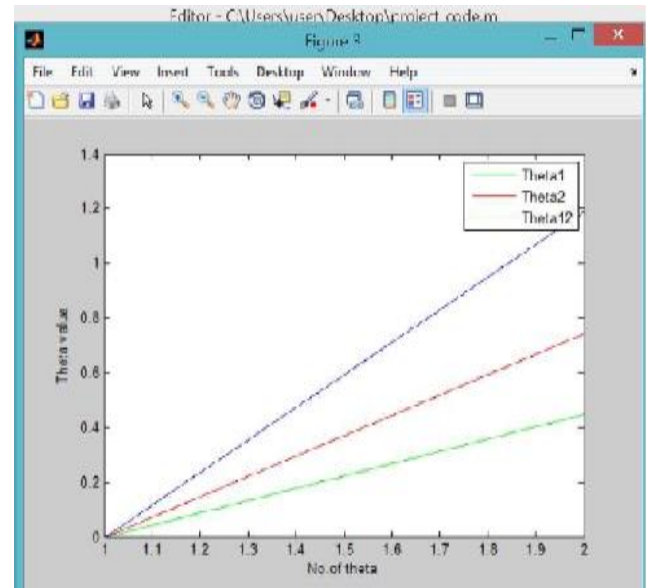 Editor - C:\Users\user\Desktop\project_code.m
Figure 3
File Edit View Insert Tools Desktop Window Help
1.4
1.2
1
0.8
0.6
0.4
0.2
0
Theta value
Theta1
Theta2
Theta12
1 1.1 1.2 1.3 1.4 1.5 1.6 1.7 1.8 1.9 2
No.of theta